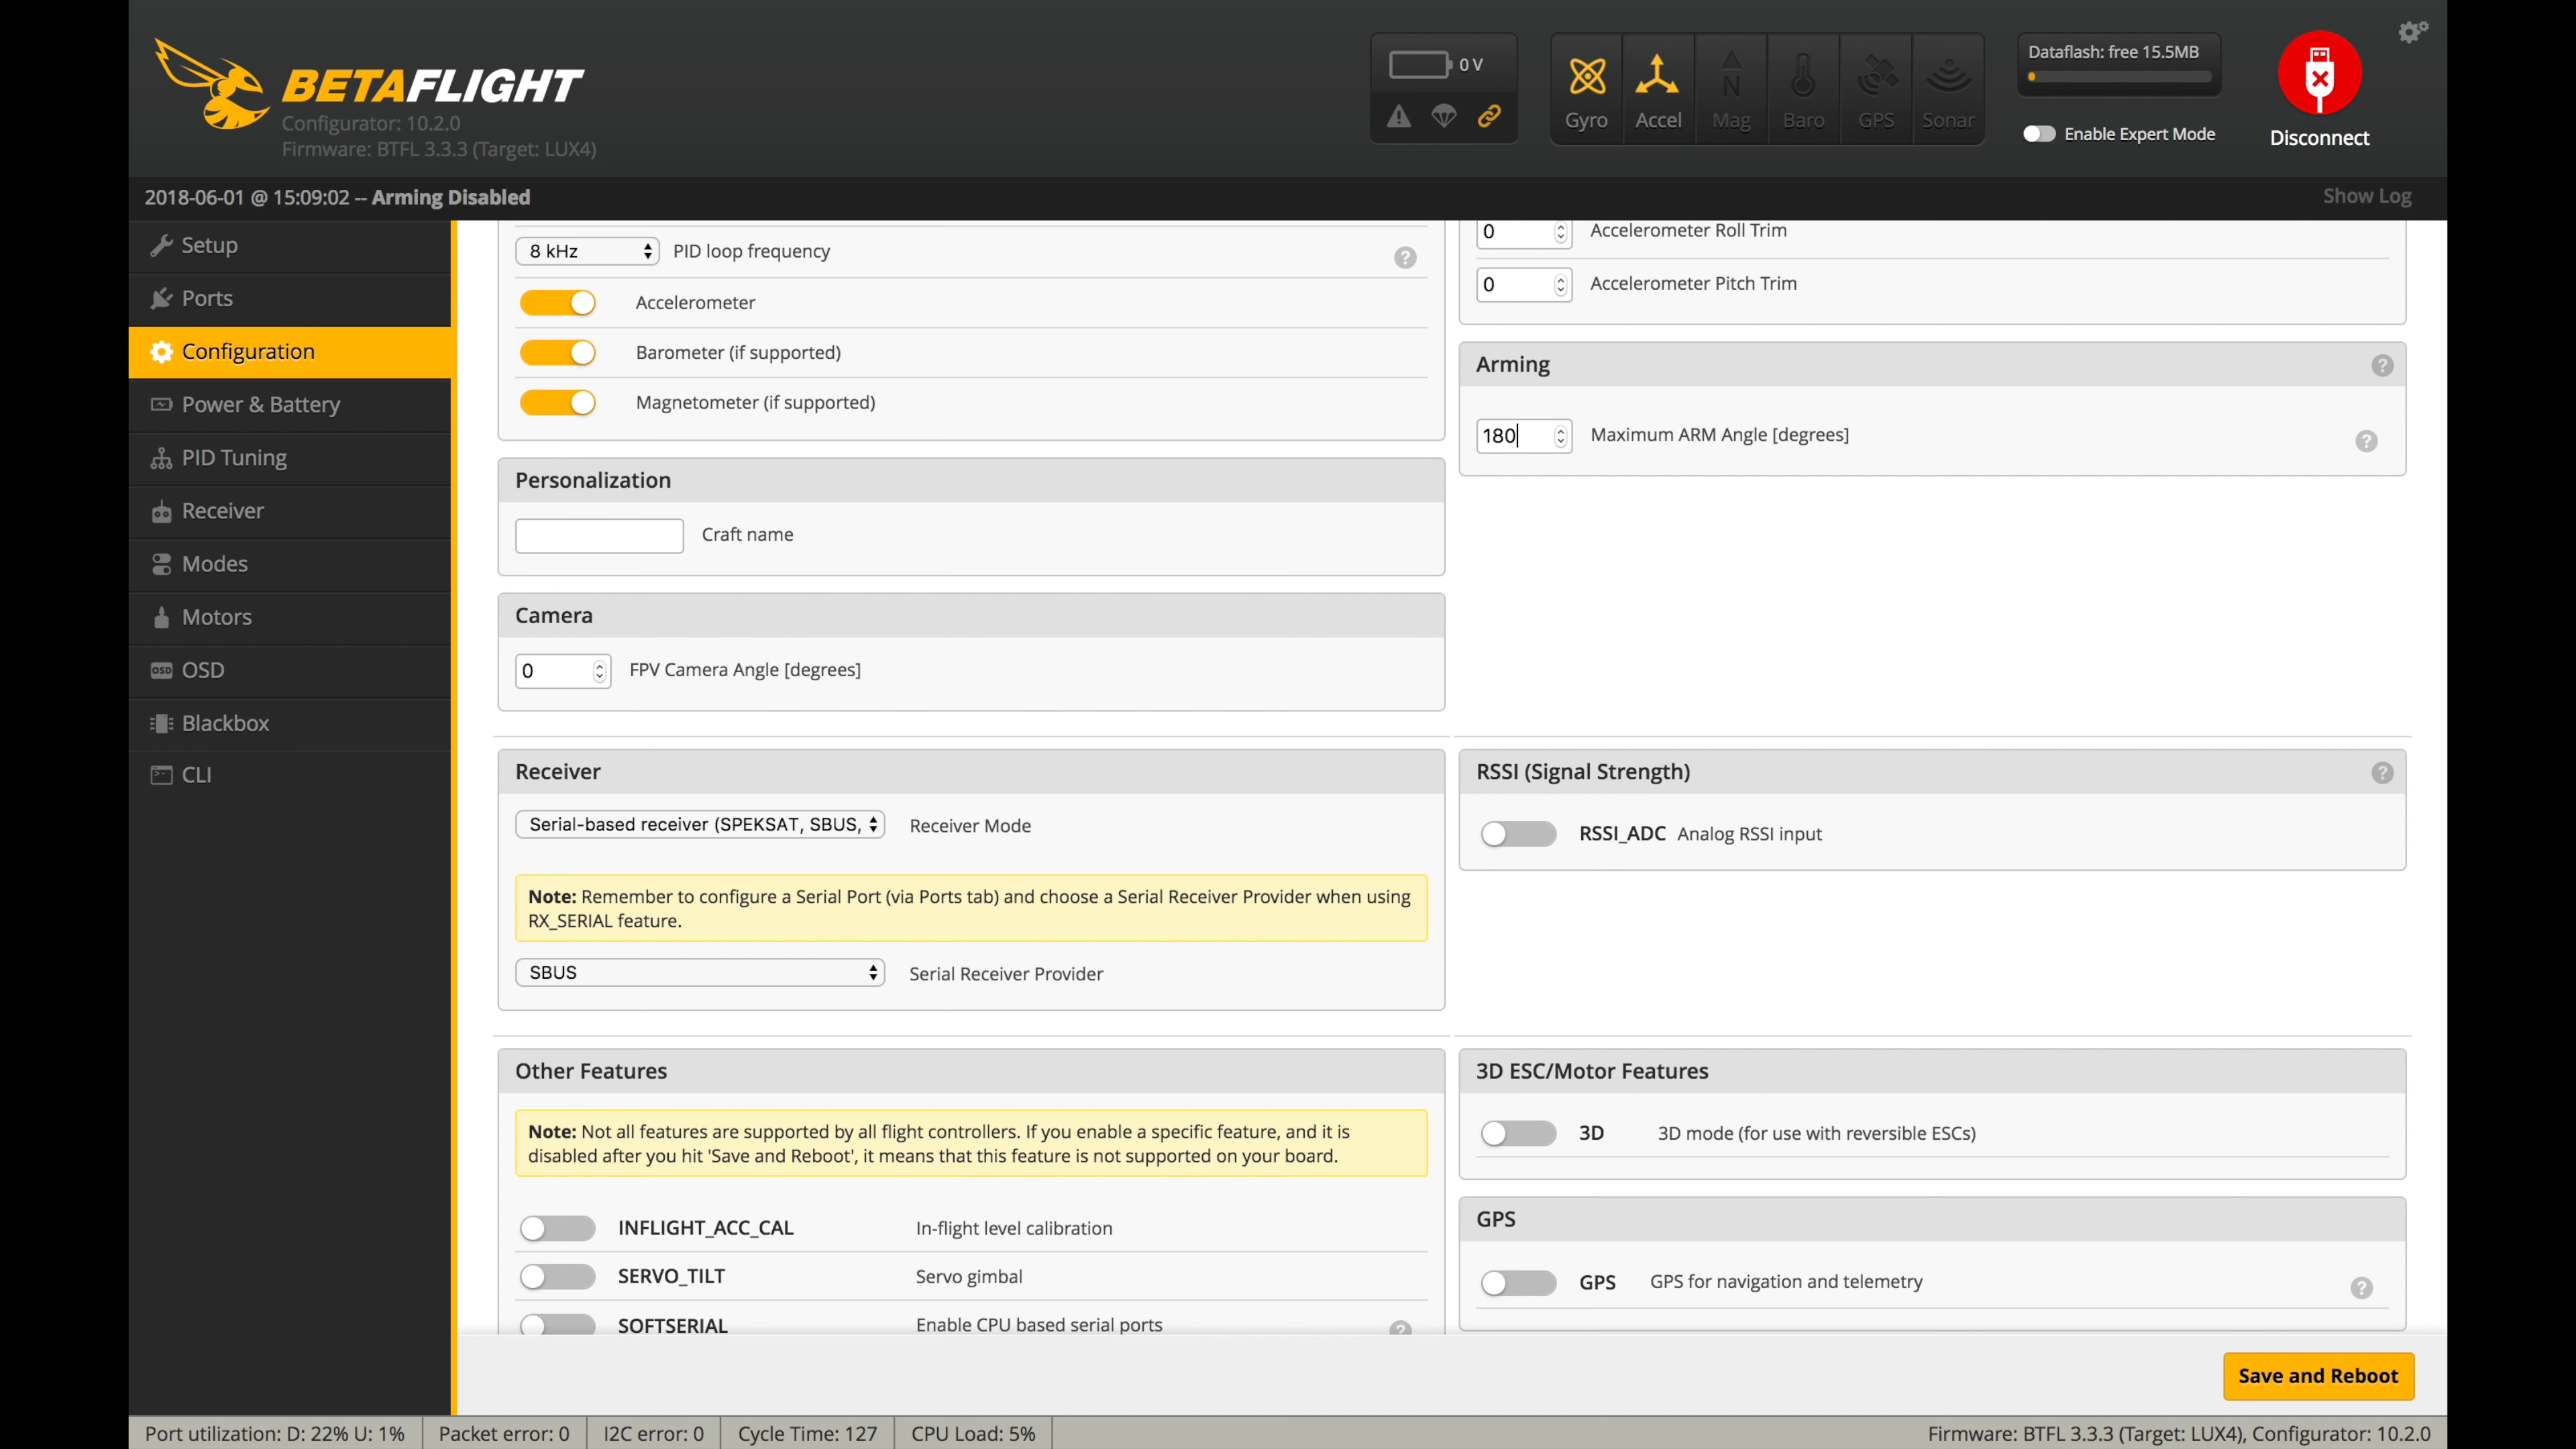 BETAFLIGHT
Configurator: 10.2.0
Firmware: BTFL 3.3.3 (Target: LUX4)
0 V
Gyro
Accel
N
Mag
Baro
GPS
Sonar
Dataflash: free 15.5MB
Enable Expert Mode
Disconnect
2018-06-01 @ 15:09:02 -- Arming Disabled
Show Log
Setup
Ports
Configuration
Power & Battery
PID Tuning
Receiver
Modes
Motors
OSD OSD
Blackbox
CLI
8 kHz PID loop frequency ?
Accelerometer
Barometer (if supported)
Magnetometer (if supported)
0 Accelerometer Roll Trim
0 Accelerometer Pitch Trim
Arming ?
180 Maximum ARM Angle [degrees] ?
Personalization
Craft name
Camera
0 FPV Camera Angle [degrees]
Receiver
Serial-based receiver (SPEKSAT, SBUS, Receiver Mode
Note: Remember to configure a Serial Port (via Ports tab) and choose a Serial Receiver Provider when using
RX_SERIAL feature.
SBUS Serial Receiver Provider
RSSI (Signal Strength) ?
RSSI_ADC Analog RSSI input
Other Features
Note: Not all features are supported by all flight controllers. If you enable a specific feature, and it is
disabled after you hit 'Save and Reboot', it means that this feature is not supported on your board.
INFLIGHT_ACC_CAL In-flight level calibration
SERVO_TILT Servo gimbal
SOFTSERIAL Enable CPU based serial ports ?
3D ESC/Motor Features
3D 3D mode (for use with reversible ESCs)
GPS
GPS GPS for navigation and telemetry ?
Save and Reboot
Port utilization: D: 22% U: 1% Packet error: 0 I2C error: 0 Cycle Time: 127 CPU Load: 5% Firmware: BTFL 3.3.3 (Target: LUX4), Configurator: 10.2.0